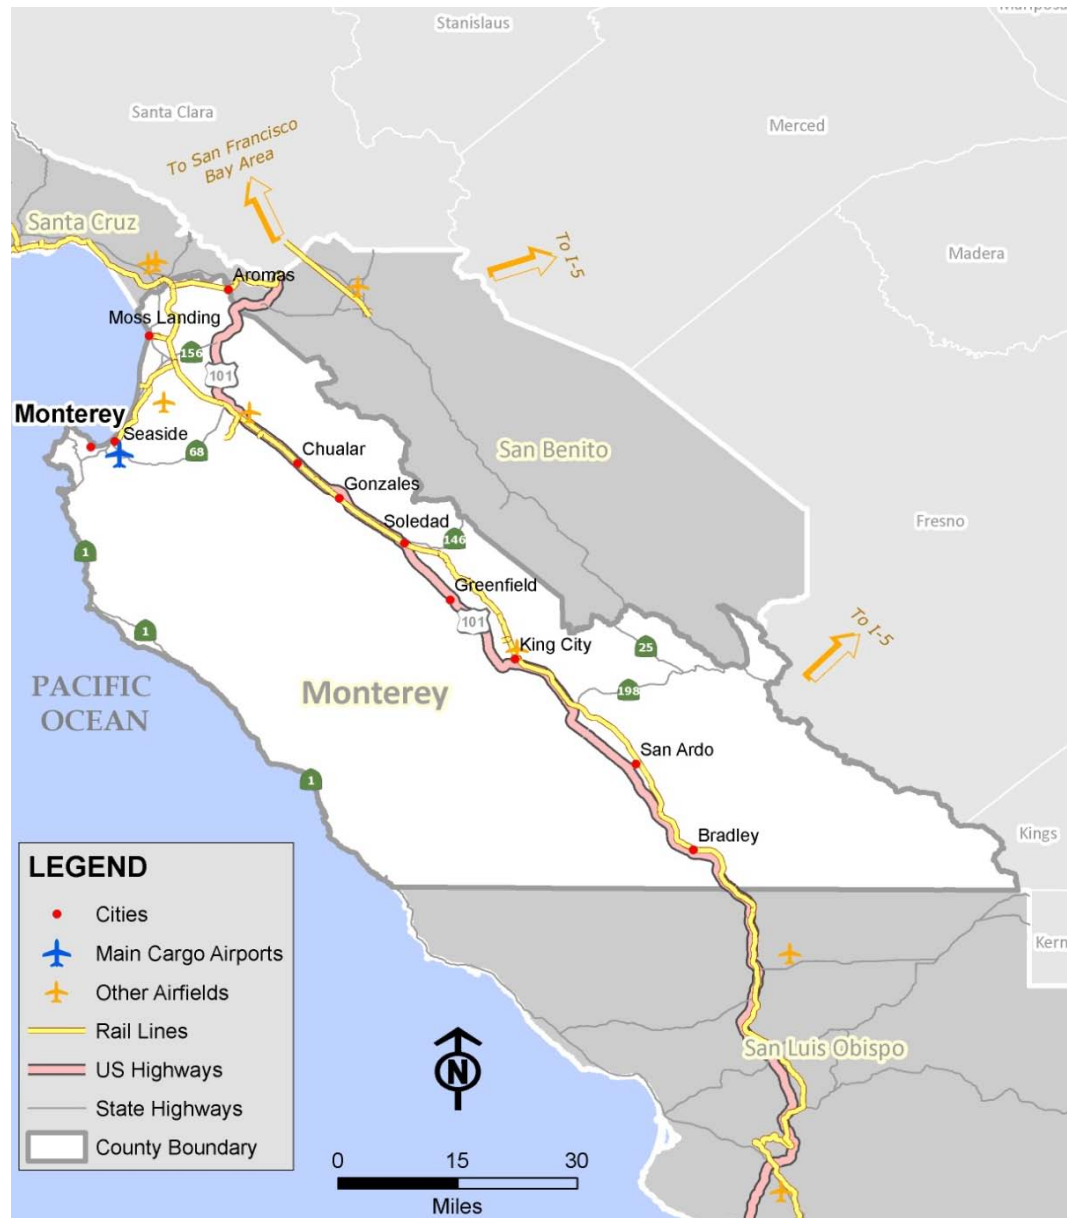 Stanislaus
Mariposa
Santa Clara
Merced
To San Francisco
Bay Area
Santa Cruz
To I-5
Madera
Aromas
Moss Landing
156
101
Monterey
Seaside
68
Chualar
San Benito
Gonzales
Fresno
Soledad
146
1
Greenfield
101
1
To I-5
King City
25
PACIFIC
OCEAN
Monterey
198
San Ardo
1
Bradley
Kings
LEGEND
Cities
Main Cargo Airports
Other Airfields
Rail Lines
US Highways
State Highways
County Boundary
Kern
N
San Luis Obispo
0 15 30
Miles